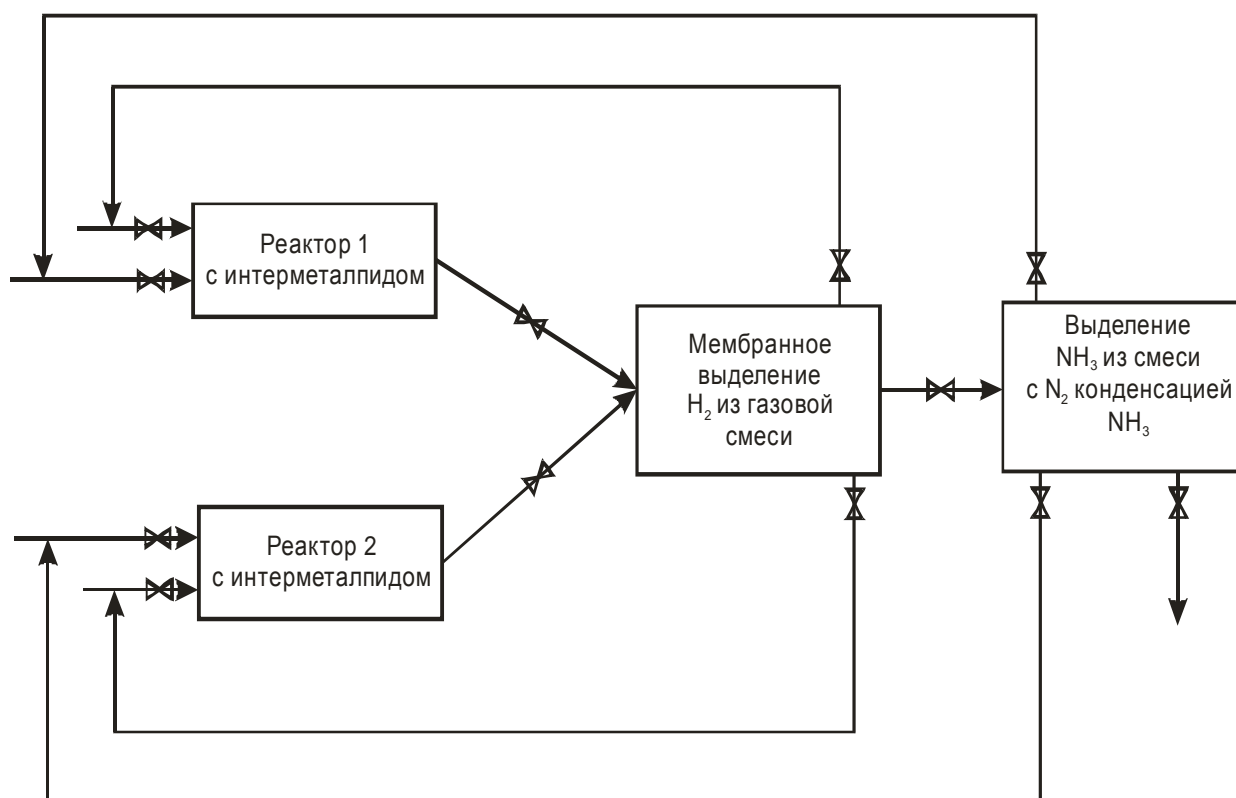 Реактор 1
с интерметалпидом
Мембранное
выделение
H₂ из газовой
смеси
Выделение
NH₃ из смеси
с N₂ конденсацией
NH₃
Реактор 2
с интерметалпидом